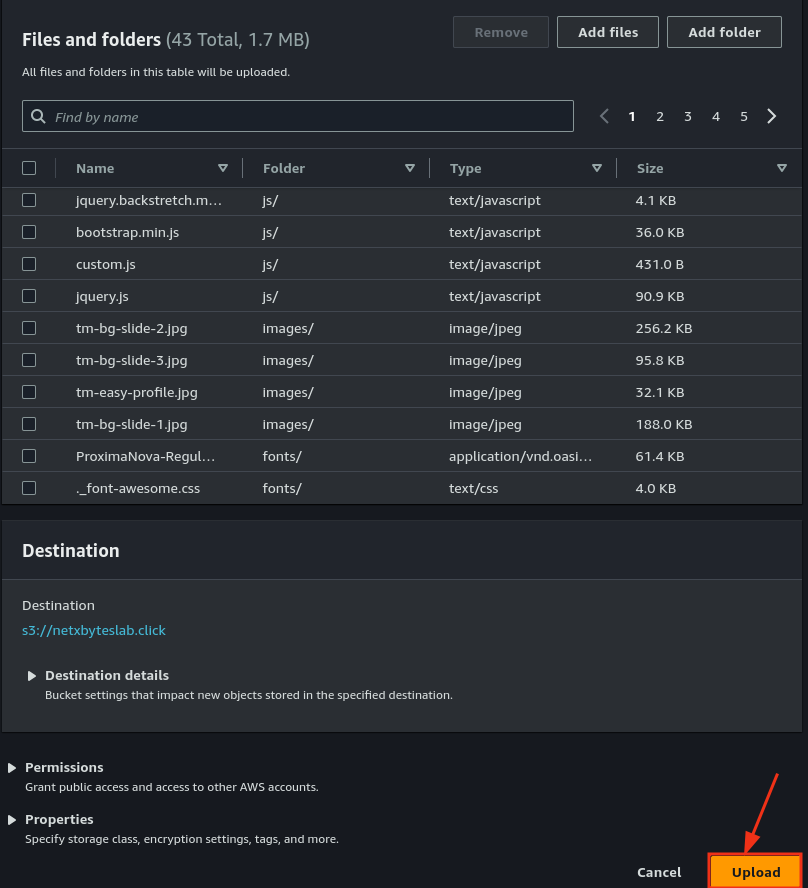 Files and folders (43 Total, 1.7 MB)
Remove
Add files
Add folder
All files and folders in this table will be uploaded.
Find by name
1 2 3 4 5
Name Folder Type Size
jquery.backstretch.m... js/ text/javascript 4.1 KB
bootstrap.min.js js/ text/javascript 36.0 KB
custom.js js/ text/javascript 431.0 B
jquery.js js/ text/javascript 90.9 KB
tm-bg-slide-2.jpg images/ image/jpeg 256.2 KB
tm-bg-slide-3.jpg images/ image/jpeg 95.8 KB
tm-easy-profile.jpg images/ image/jpeg 32.1 KB
tm-bg-slide-1.jpg images/ image/jpeg 188.0 KB
ProximaNova-Regul... fonts/ application/vnd.oasi... 61.4 KB
._font-awesome.css fonts/ text/css 4.0 KB
Destination
Destination
s3://netxbyteslab.click
Destination details
Bucket settings that impact new objects stored in the specified destination.
Permissions
Grant public access and access to other AWS accounts.
Properties
Specify storage class, encryption settings, tags, and more.
Cancel
Upload